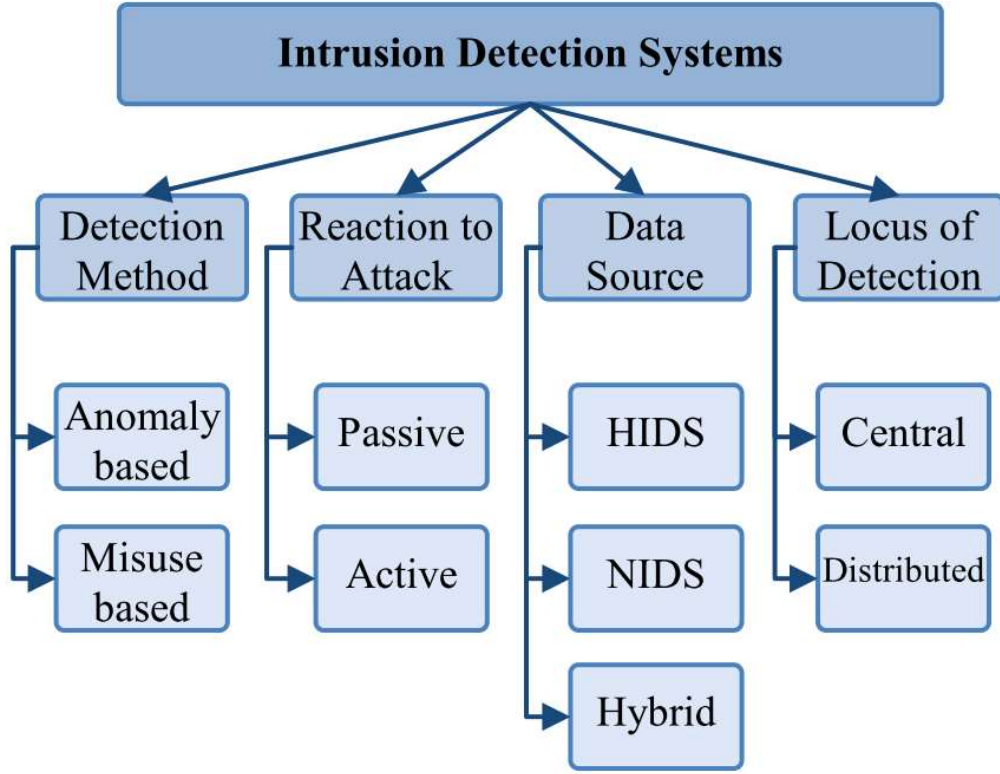 Intrusion Detection Systems
Detection
Method
Reaction to
Attack
Data
Source
Locus of
Detection
Anomaly
based
Passive
HIDS
Central
Misuse
based
Active
NIDS
Distributed
Hybrid